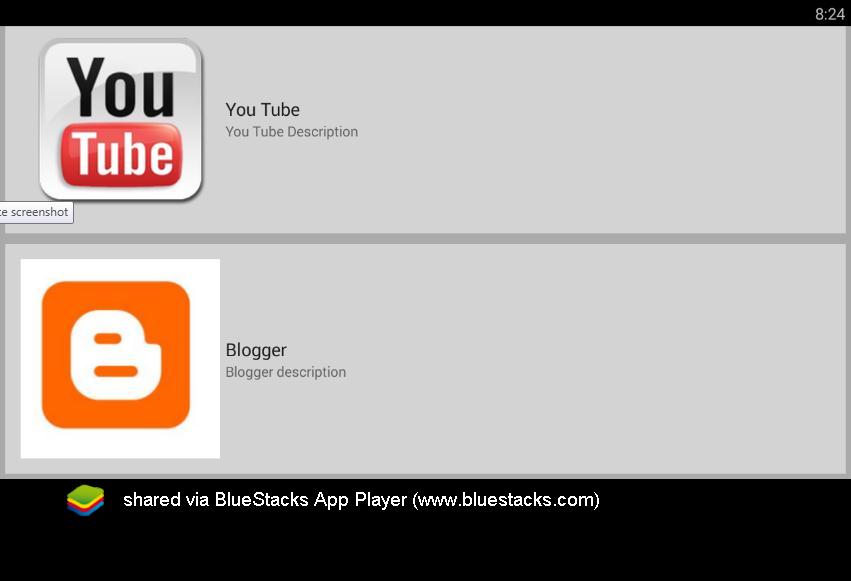 8:24
You
Tube
You Tube
You Tube Description
te screenshot
Blogger
Blogger description
shared via BlueStacks App Player (www.bluestacks.com)